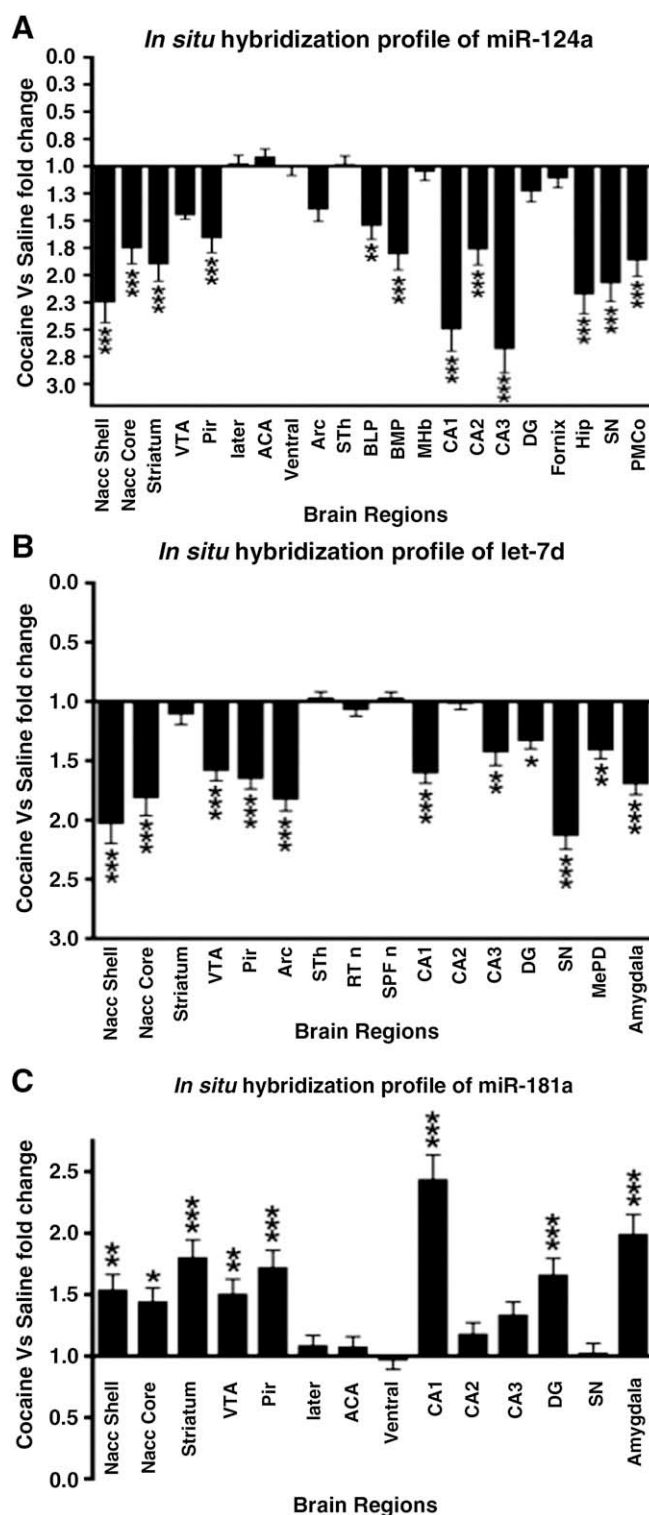 A
In situ hybridization profile of miR-124a
Cocaine Vs Saline fold change
0.0
0.3
0.5
0.8
1.0
1.3
1.5
1.8
2.0
2.3
2.5
2.8
3.0
*** *** *** *** ** *** *** *** *** *** *** ***
Nacc Shell
Nacc Core
Striatum
VTA
Pir
later
ACA
Ventral
Arc
STh
BLP
BMP
MHb
CA1
CA2
CA3
DG
Fornix
Hip
SN
PMCo
Brain Regions
B
In situ hybridization profile of let-7d
Cocaine Vs Saline fold change
0.0
0.5
1.0
1.5
2.0
2.5
3.0
*** *** *** *** *** *** ** * *** ** ***
Nacc Shell
Nacc Core
Striatum
VTA
Pir
Arc
STh
RT n
SPF n
CA1
CA2
CA3
DG
SN
MePD
Amygdala
Brain Regions
C
In situ hybridization profile of miR-181a
Cocaine Vs Saline fold change
2.5
2.0
1.5
1.0
0.5
0.0
** * *** ** *** *** *** ***
Nacc Shell
Nacc Core
Striatum
VTA
Pir
later
ACA
Ventral
CA1
CA2
CA3
DG
SN
Amygdala
Brain Regions